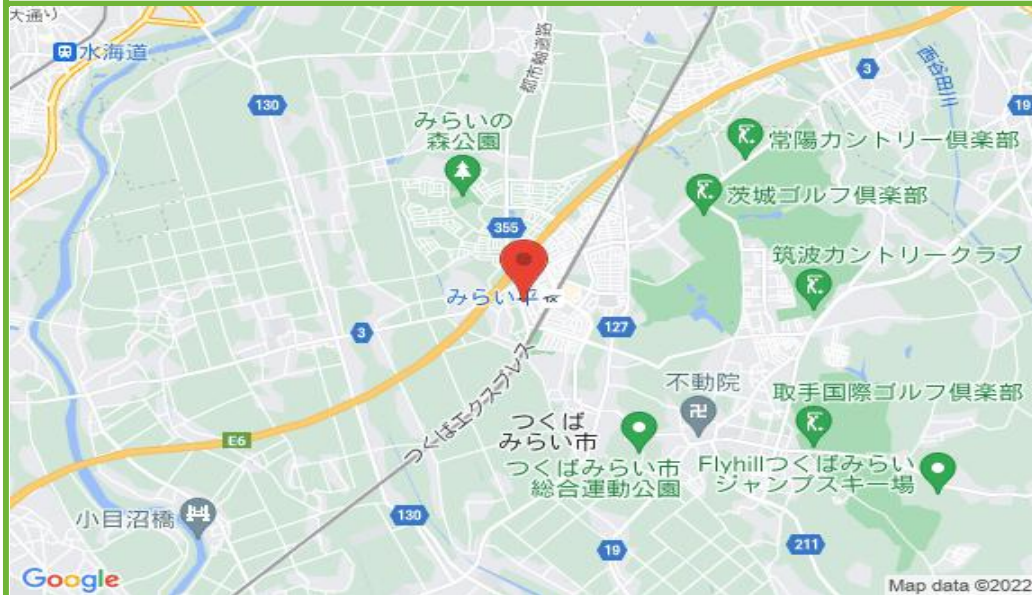 大通り
水海道
都市軸道路
西谷田川
3
19
130
みらいの
森公園
常陽カントリー倶楽部
茨城ゴルフ倶楽部
355
筑波カントリークラブ
みらい平
3
127
つくばエクスプレス
不動院
取手国際ゴルフ倶楽部
つくば
みらい市
E6
つくばみらい市
総合運動公園
Flyhillつくばみらい
ジャンプスキー場
小目沼橋
130
19
211
Google
Map data ©2022